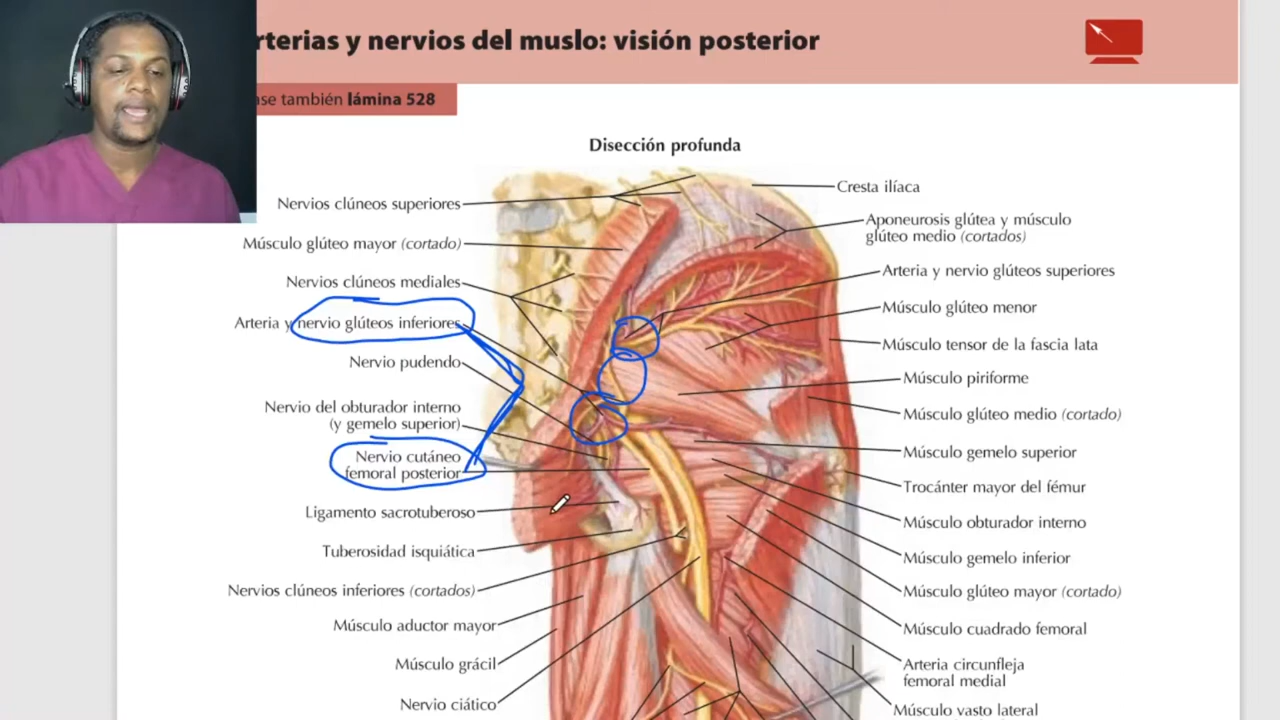 rterias y nervios del muslo: visión posterior
ase también lámina 528
Disección profunda
Nervios clúneos superiores
Músculo glúteo mayor (cortado)
Nervios clúneos mediales
Arteria y nervio glúteos inferiores
Nervio pudendo
Nervio del obturador interno
(y gemelo superior)
Nervio cutáneo
femoral posterior
Ligamento sacrotuberoso
Tuberosidad isquiática
Nervios clúneos inferiores (cortados)
Músculo aductor mayor
Músculo grácil
Nervio ciático
Cresta ilíaca
Aponeurosis glútea y músculo
glúteo medio (cortados)
Arteria y nervio glúteos superiores
Músculo glúteo menor
Músculo tensor de la fascia lata
Músculo piriforme
Músculo glúteo medio (cortado)
Músculo gemelo superior
Trocánter mayor del fémur
Músculo obturador interno
Músculo gemelo inferior
Músculo glúteo mayor (cortado)
Músculo cuadrado femoral
Arteria circunfleja
femoral medial
Músculo vasto lateral